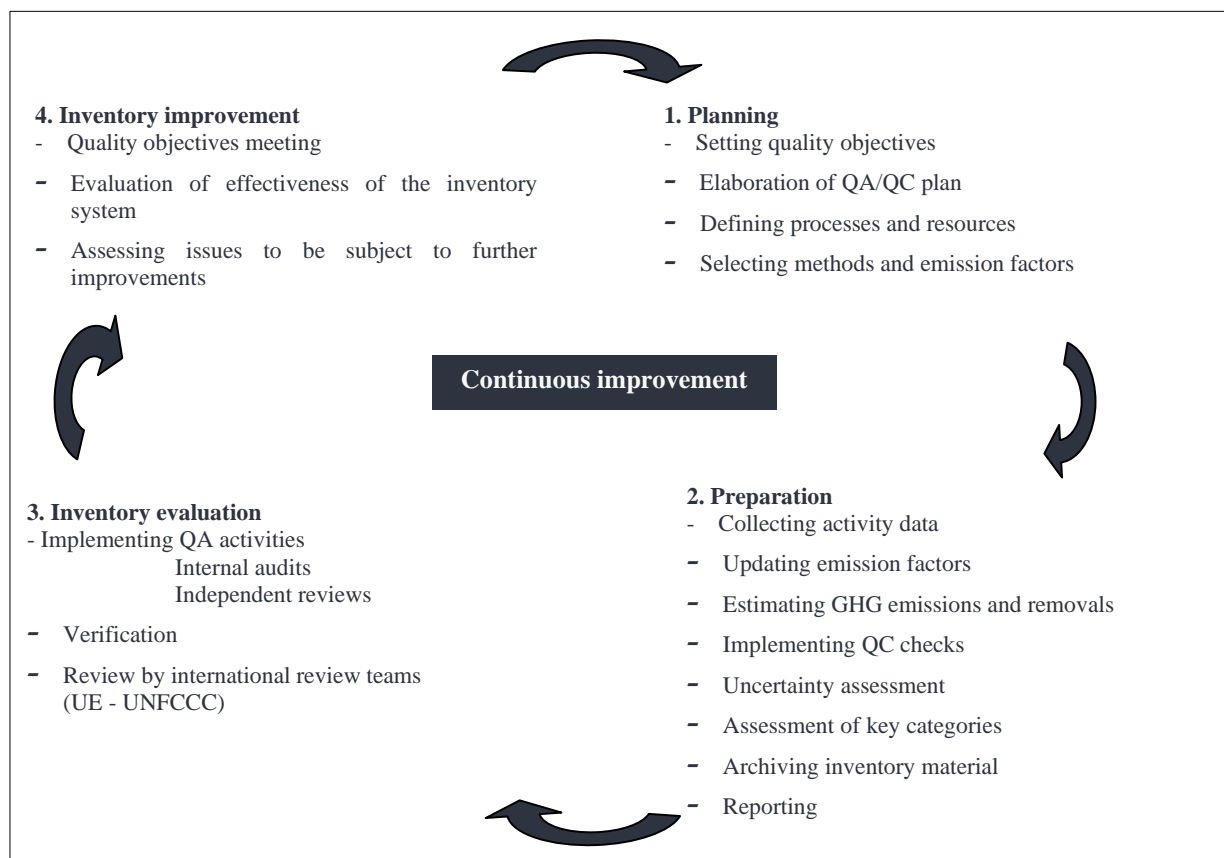 4. Inventory improvement
- Quality objectives meeting
- Evaluation of effectiveness of the inventory
system
- Assessing issues to be subject to further
improvements
1. Planning
- Setting quality objectives
- Elaboration of QA/QC plan
- Defining processes and resources
- Selecting methods and emission factors
Continuous improvement
3. Inventory evaluation
- Implementing QA activities
Internal audits
Independent reviews
- Verification
- Review by international review teams
(UE - UNFCCC)
2. Preparation
- Collecting activity data
- Updating emission factors
- Estimating GHG emissions and removals
- Implementing QC checks
- Uncertainty assessment
- Assessment of key categories
- Archiving inventory material
- Reporting